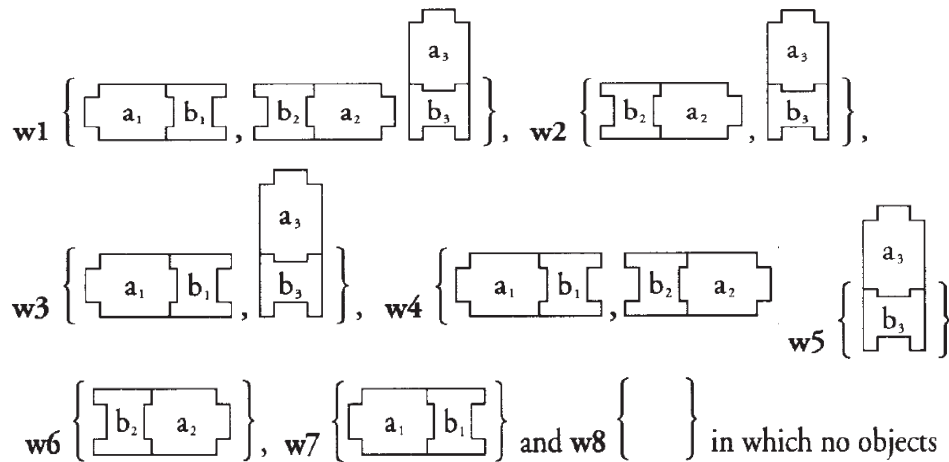 w1 { a₁ b₁ , b₂ a₂ a₃ b₃ } , w2 { b₂ a₂ , a₃ b₃ } ,
w3 { a₁ b₁ , a₃ b₃ } , w4 { a₁ b₁ , b₂ a₂ w5 { a₃ b₃ }
w6 { b₂ a₂ } , w7 { a₁ b₁ } and w8 { } in which no objects